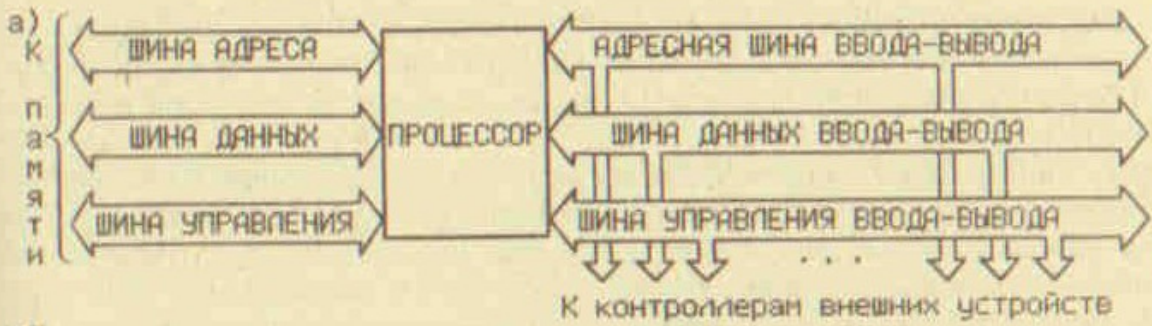 а)
К памяти
ШИНА АДРЕСА
ШИНА ДАННЫХ
ШИНА УПРАВЛЕНИЯ
ПРОЦЕССОР
АДРЕСНАЯ ШИНА ВВОДА-ВЫВОДА
ШИНА ДАННЫХ ВВОДА-ВЫВОДА
ШИНА УПРАВЛЕНИЯ ВВОДА-ВЫВОДА
...
К контроллерам внешних устройств